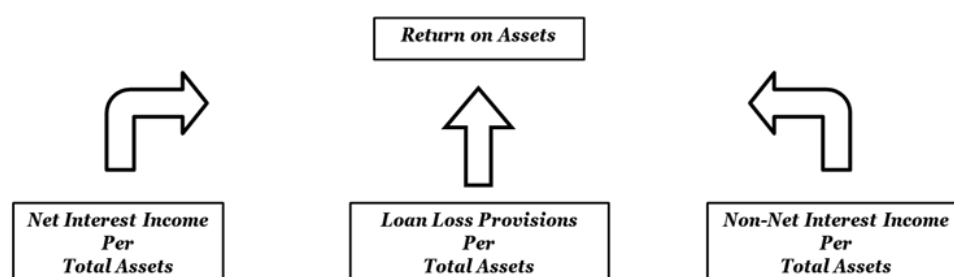 Return on Assets
Net Interest Income
Per
Total Assets
Loan Loss Provisions
Per
Total Assets
Non-Net Interest Income
Per
Total Assets